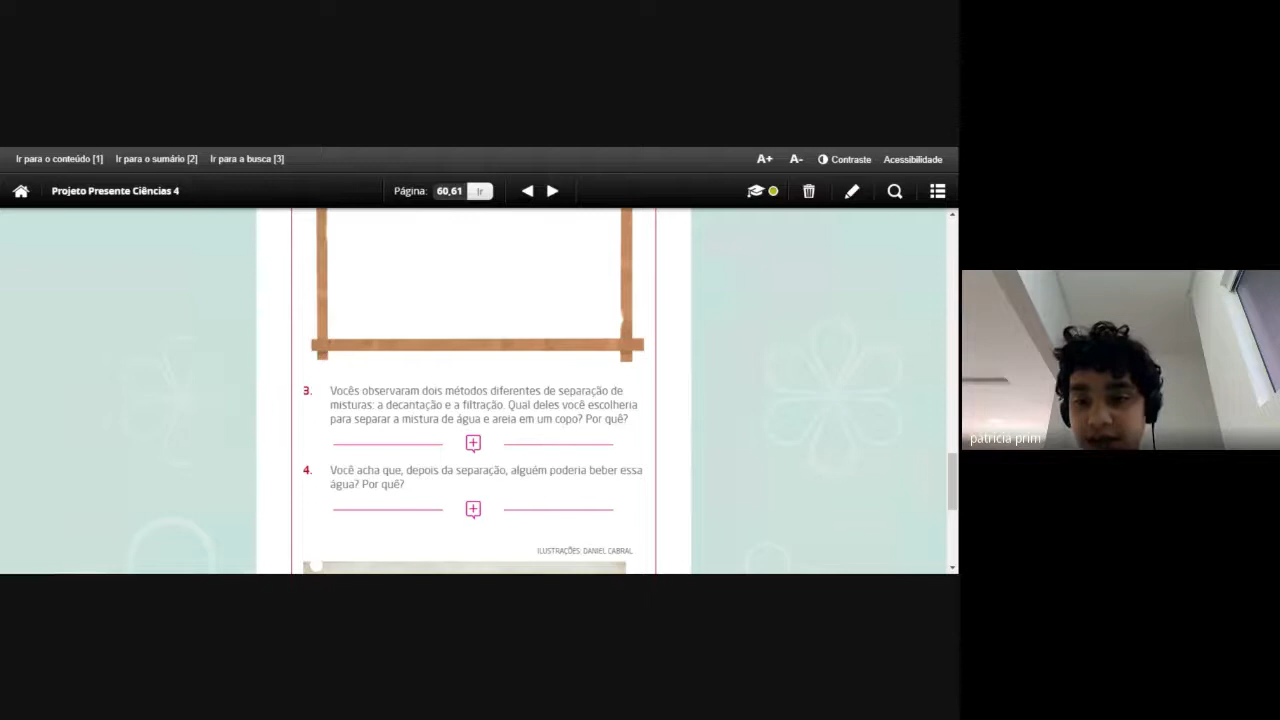 Ir para o conteúdo [1] Ir para o sumário [2] Ir para a busca [3] A+ A- Contraste Acessibilidade
Projeto Presente Ciências 4 Página: 60,61 Ir
3. Vocês observaram dois métodos diferentes de separação de
misturas: a decantação e a filtração. Qual deles você escolheria
para separar a mistura de água e areia em um copo? Por quê?
4. Você acha que, depois da separação, alguém poderia beber essa
água? Por quê?
ILUSTRAÇÕES: DANIEL CABRAL
patricia prim